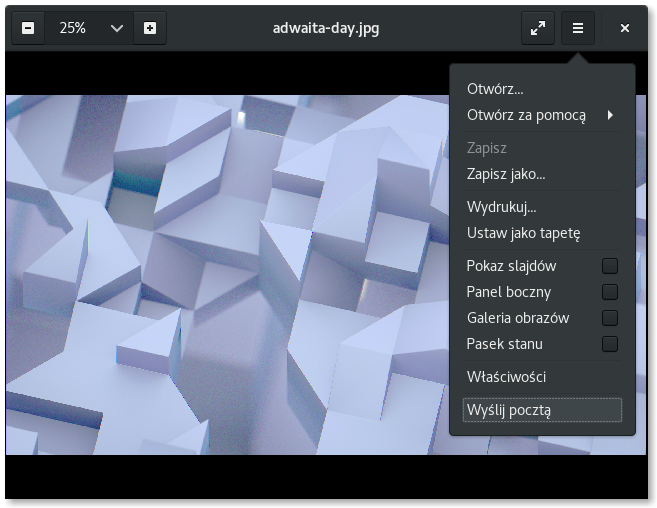 25%
adwaita-day.jpg
Otwórz...
Otwórz za pomocą
Zapisz
Zapisz jako...
Wydrukuj...
Ustaw jako tapetę
Pokaz slajdów
Panel boczny
Galeria obrazów
Pasek stanu
Właściwości
Wyślij pocztą